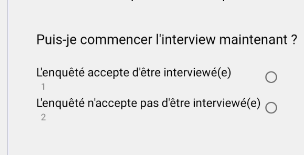 Puis-je commencer l'interview maintenant ?
L'enquêté accepte d'être interviewé(e)
1
L'enquêté n'accepte pas d'être interviewé(e)
2